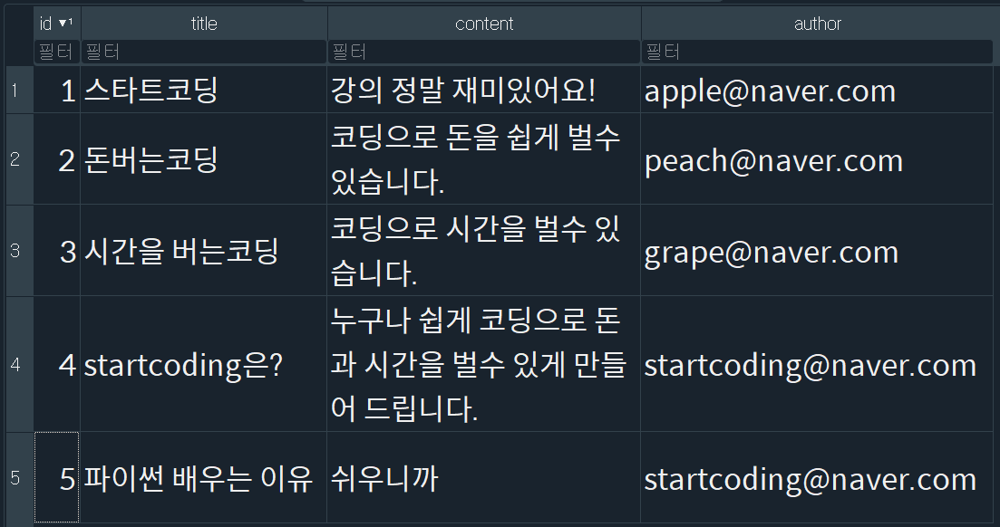 id ▼1 title content author
필터 필터 필터 필터
1 1 스타트코딩 강의 정말 재미있어요! apple@naver.com
2 2 돈버는코딩 코딩으로 돈을 쉽게 벌수
있습니다. peach@naver.com
3 3 시간을 버는코딩 코딩으로 시간을 벌수 있
습니다. grape@naver.com
4 4 startcoding은? 누구나 쉽게 코딩으로 돈
과 시간을 벌수 있게 만들
어 드립니다. startcoding@naver.com
5 5 파이썬 배우는 이유 쉬우니까 startcoding@naver.com